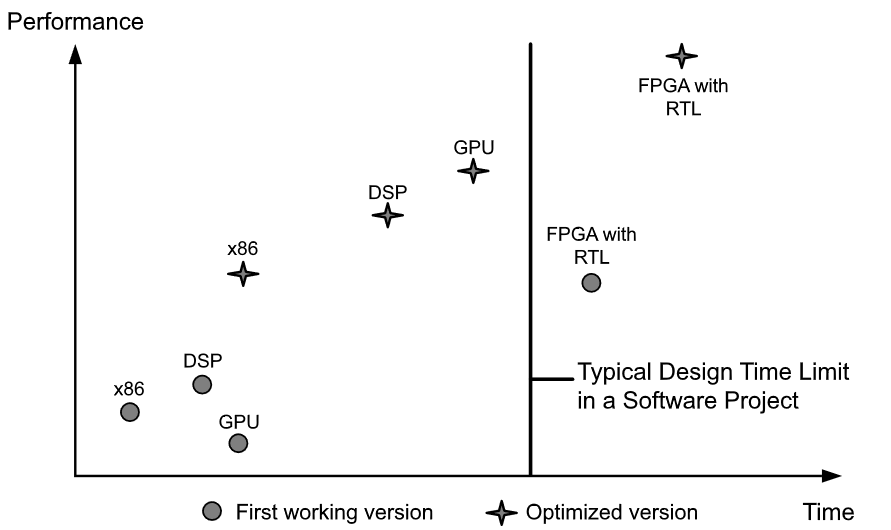 Performance
FPGA with
RTL
GPU
DSP
x86
FPGA with
RTL
DSP
x86
GPU
Typical Design Time Limit
in a Software Project
First working version
Optimized version
Time